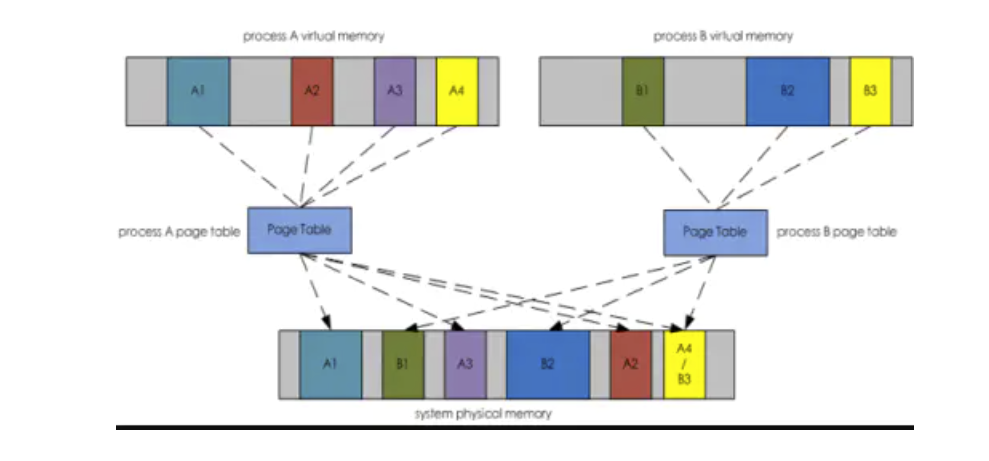 process A virtual memory
process B virtual memory
A1
A2
A3
A4
B1
B2
B3
process A page table
Page Table
Page Table
process B page table
A1
B1
A3
B2
A2
A4
/
B3
system physical memory